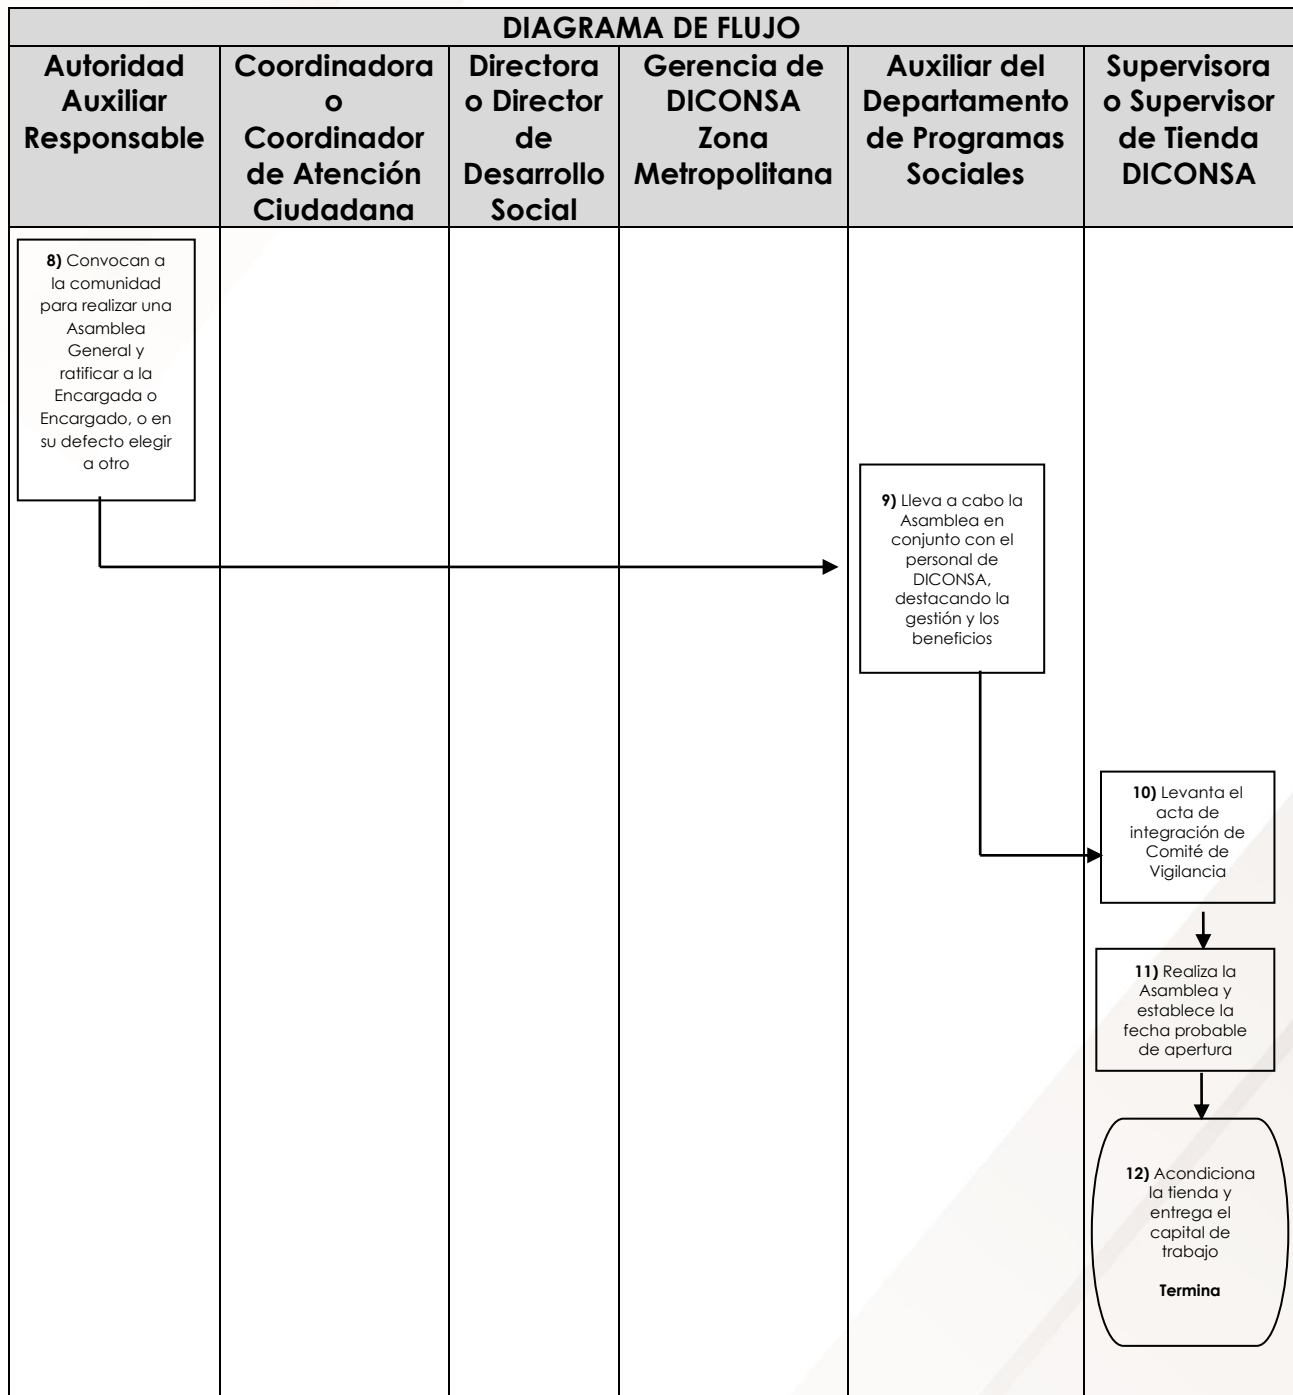 DIAGRAMA DE FLUJO
Autoridad
Auxiliar
Responsable
Coordinadora
o
Coordinador
de Atención
Ciudadana
Directora
o Director
de
Desarrollo
Social
Gerencia de
DICONSA
Zona
Metropolitana
Auxiliar del
Departamento
de Programas
Sociales
Supervisora
o Supervisor
de Tienda
DICONSA
8) Convocan a
la comunidad
para realizar una
Asamblea
General y
ratificar a la
Encargada o
Encargado, o en
su defecto elegir
a otro
9) Lleva a cabo la
Asamblea en
conjunto con el
personal de
DICONSA,
destacando la
gestión y los
beneficios
10) Levanta el
acta de
integración de
Comité de
Vigilancia
11) Realiza la
Asamblea y
establece la
fecha probable
de apertura
12) Acondiciona
la tienda y
entrega el
capital de
trabajo
Termina